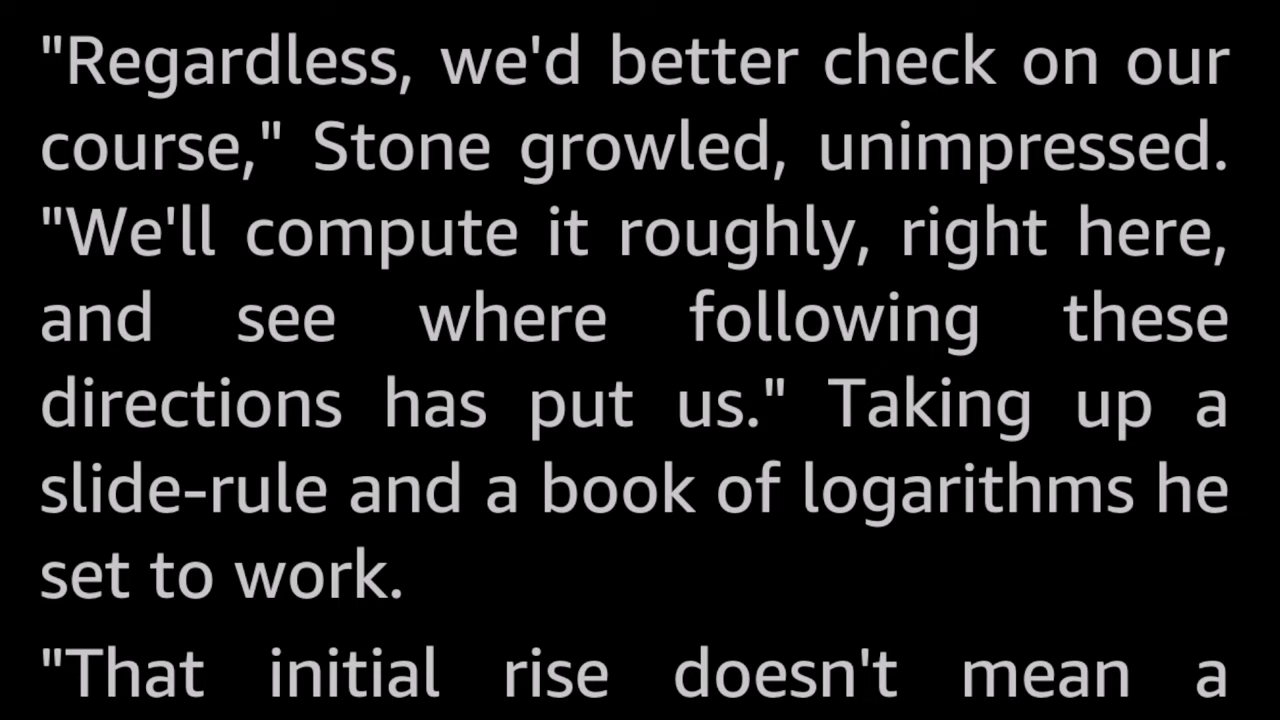 "Regardless, we'd better check on our
course," Stone growled, unimpressed.
"We'll compute it roughly, right here,
and see where following these
directions has put us." Taking up a
slide-rule and a book of logarithms he
set to work.
"That initial rise doesn't mean a